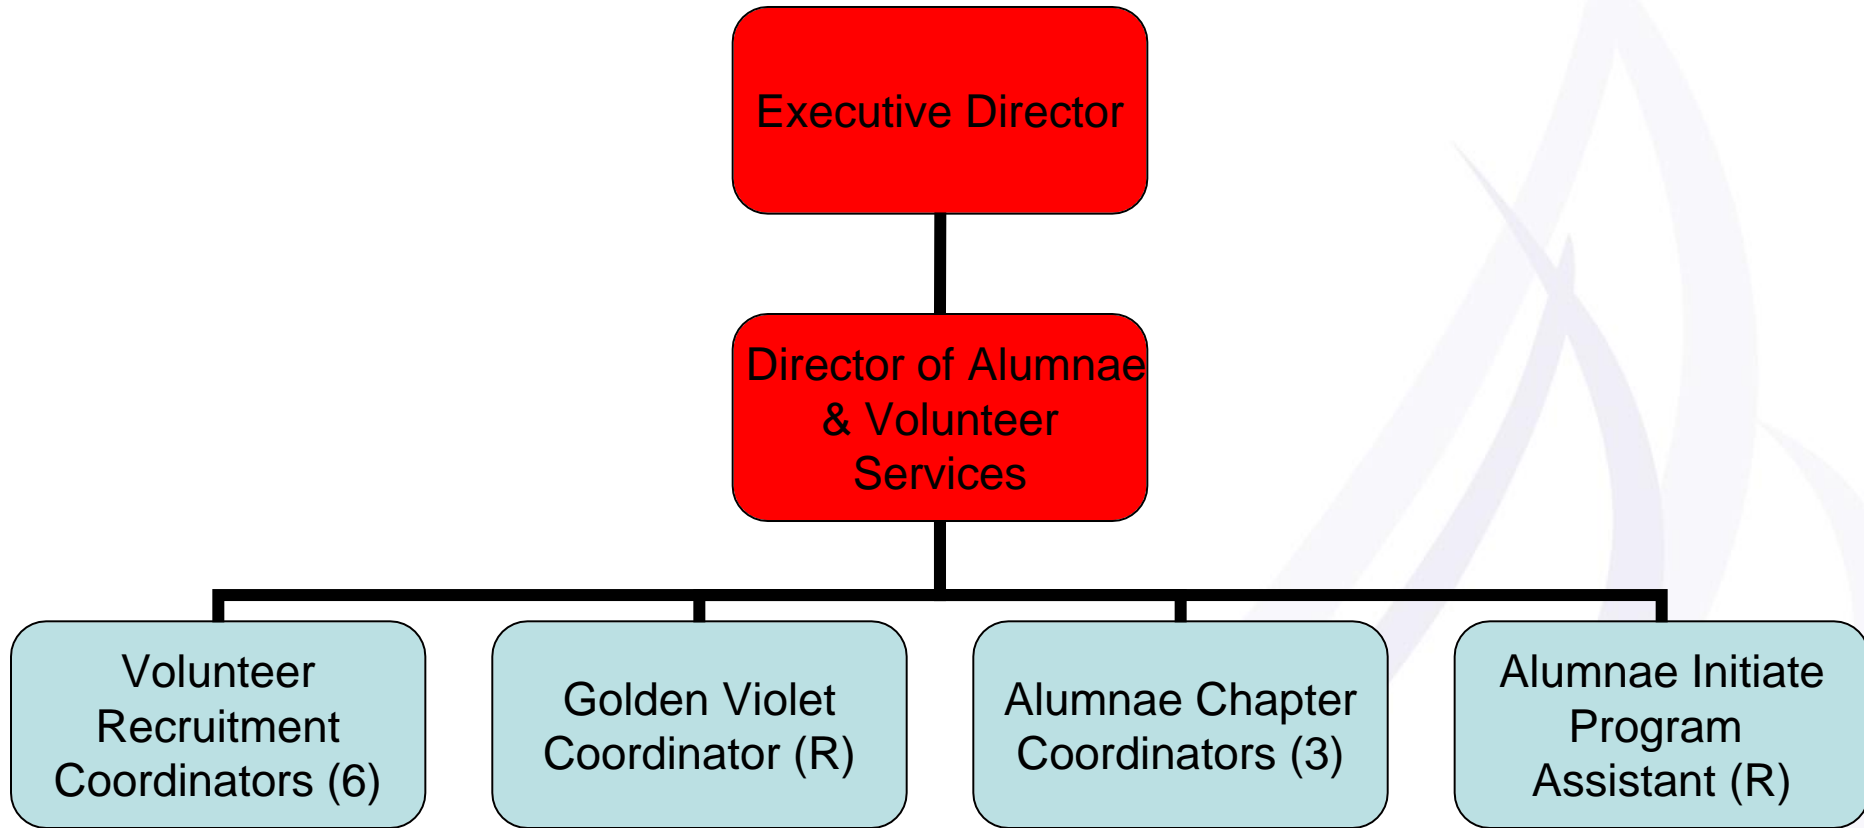 Executive Director
Director of Alumnae
& Volunteer
Services
Volunteer
Recruitment
Coordinators (6)
Golden Violet
Coordinator (R)
Alumnae Chapter
Coordinators (3)
Alumnae Initiate
Program
Assistant (R)